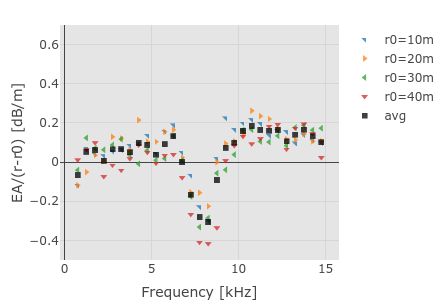 0.6
0.4
0.2
0
−0.2
−0.4
EA/(r-r0) [dB/m]
0
5
10
15
Frequency [kHz]
r0=10m
r0=20m
r0=30m
r0=40m
avg